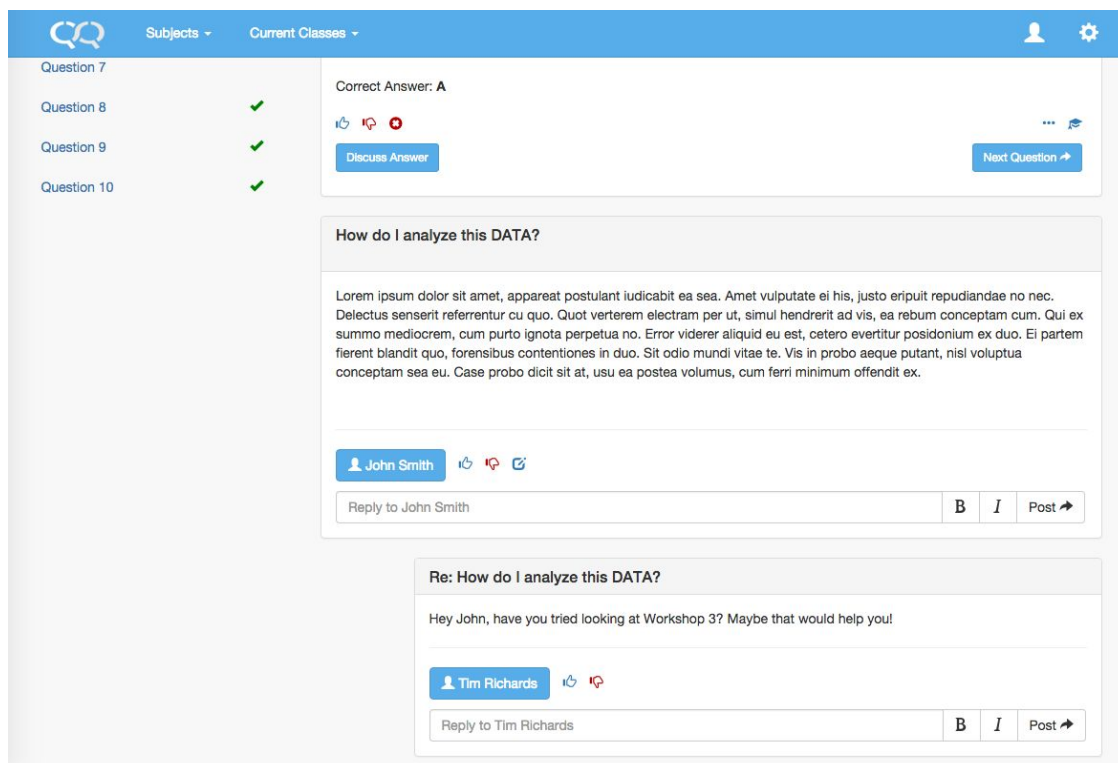 Subjects
Current Classes
Question 7
Question 8
Question 9
Question 10
Correct Answer: A
Discuss Answer
Next Question
How do I analyze this DATA?
Lorem ipsum dolor sit amet, appareat postulant iudicabit ea sea. Amet vulputate ei his, justo eripuit repudiandae no nec.
Delectus senserit referrentur cu quo. Quot verterem electram per ut, simul hendrerit ad vis, ea rebum conceptam cum. Qui ex
summo mediocrem, cum purto ignota perpetua no. Error viderer aliquid eu est, cetero evertitur posidonium ex duo. Ei partem
fierent blandit quo, forensibus contentiones in duo. Sit odio mundi vitae te. Vis in probo aeque putant, nisl voluptua
conceptam sea eu. Case probo dicit sit at, usu ea postea volumus, cum ferri minimum offendit ex.
John Smith
Reply to John Smith
B
I
Post
Re: How do I analyze this DATA?
Hey John, have you tried looking at Workshop 3? Maybe that would help you!
Tim Richards
Reply to Tim Richards
B
I
Post